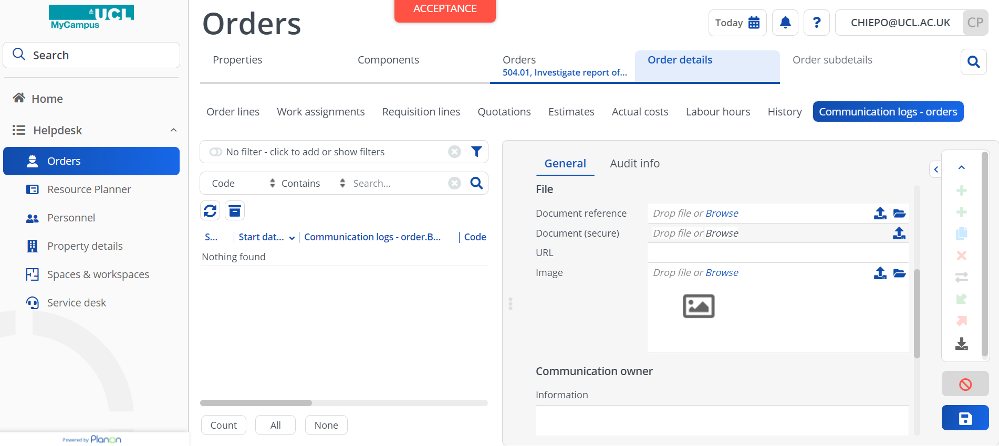 UCL
MyCampus
Search
Home
Helpdesk
Orders
Resource Planner
Personnel
Property details
Spaces & workspaces
Service desk
Powered by Planon
ACCEPTANCE
Orders
Today
?
CHIEPO@UCL.AC.UK
CP
Properties
Components
Orders
504.01, Investigate report of...
Order details
Order subdetails
Order lines
Work assignments
Requisition lines
Quotations
Estimates
Actual costs
Labour hours
History
Communication logs - orders
No filter - click to add or show filters
Code
Contains
Search...
S...
Start dat...
Communication logs - order.B...
Code
Nothing found
Count
All
None
General
Audit info
File
Document reference
Drop file or Browse
Document (secure)
Drop file or Browse
URL
Image
Drop file or Browse
Communication owner
Information